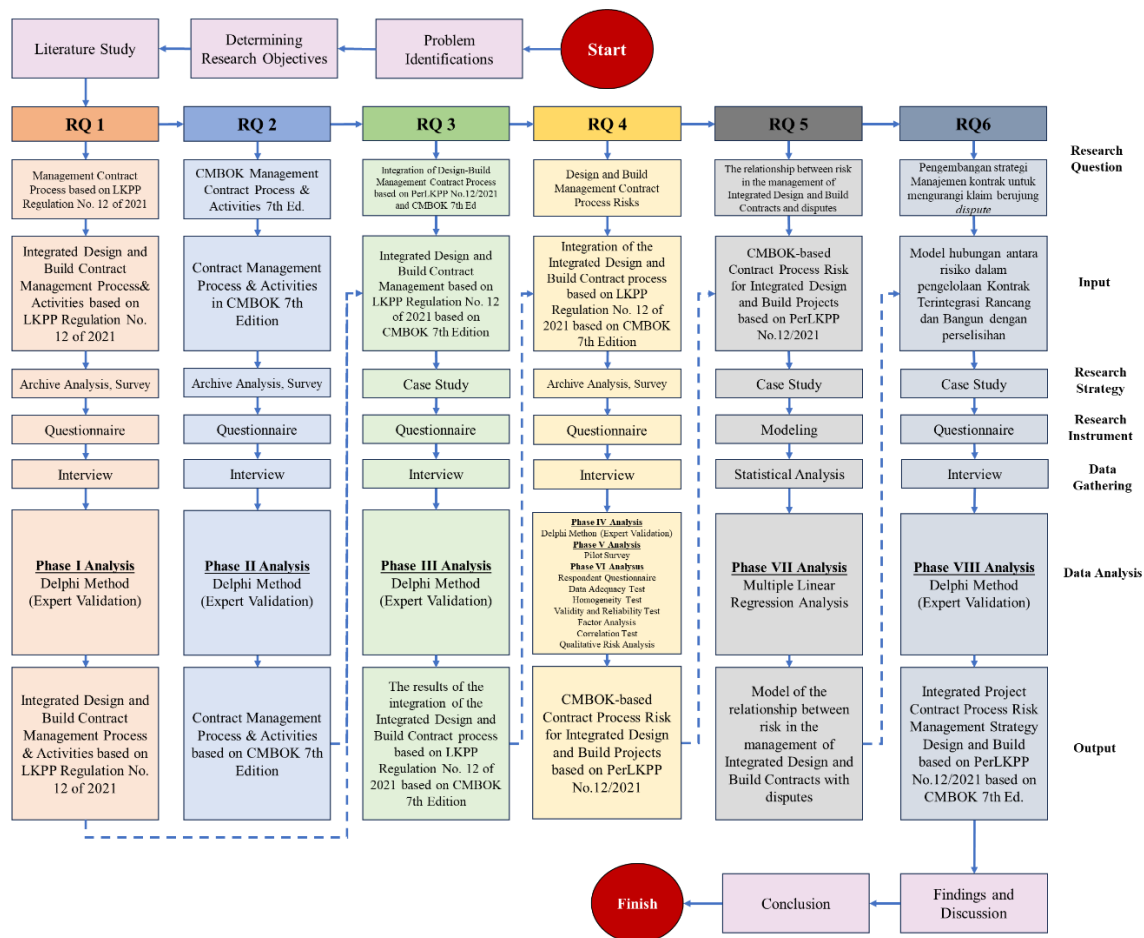 Start
Problem
Identifications
Determining
Research Objectives
Literature Study
RQ 1
RQ 2
RQ 3
RQ 4
RQ 5
RQ6
Research
Question
Management Contract
Process based on LKPP
Regulation No. 12 of 2021
CMBOK Management
Contract Process &
Activities 7th Ed.
Integration of Design-Build
Management Contract Process
based on PerLKPP No.12/2021
and CMBOK 7th Ed
Design and Build
Management Contract
Process Risks
The relationship between risk
in the management of
Integrated Design and Build
Contracts and disputes
Pengembangan strategi
Manajemen kontrak untuk
mengurangi klaim berujung
dispute
Integrated Design and
Build Contract
Management Process&
Activities based on
LKPP Regulation No.
12 of 2021
Contract Management
Process & Activities
in CMBOK 7th
Edition
Integrated Design and
Build Contract
Management based on
LKPP Regulation No. 12
of 2021 based on
CMBOK 7th Edition
Integration of the
Integrated Design and
Build Contract process
based on LKPP
Regulation No. 12 of
2021 based on CMBOK
7th Edition
CMBOK-based
Contract Process Risk
for Integrated Design
and Build Projects
based on PerLKPP
No.12/2021
Model hubungan antara
risiko dalam
pengelolaan Kontrak
Terintegrasi Rancang
dan Bangun dengan
perselisihan
Input
Archive Analysis, Survey
Archive Analysis, Survey
Case Study
Archive Analysis, Survey
Case Study
Case Study
Research
Strategy
Questionnaire
Questionnaire
Questionnaire
Questionnaire
Modeling
Questionnaire
Research
Instrument
Interview
Interview
Interview
Interview
Statistical Analysis
Interview
Data
Gathering
Phase I Analysis
Delphi Method
(Expert Validation)
Phase II Analysis
Delphi Method
(Expert Validation)
Phase III Analysis
Delphi Method
(Expert Validation)
Phase IV Analysis
Delphi Methon (Expert Validation)
Phase V Analysis
Pilot Survey
Phase VI Analysus
Respondent Questionnaire
Data Adequacy Test
Homogeneity Test
Validity and Reliability Test
Factor Analysis
Correlation Test
Qualitative Risk Analysis
Phase VII Analysis
Multiple Linear
Regression Analysis
Phase VIII Analysis
Delphi Method
(Expert Validation)
Data Analysis
Integrated Design and
Build Contract
Management Process
& Activities based on
LKPP Regulation No.
12 of 2021
Contract Management
Process & Activities
based on CMBOK 7th
Edition
The results of the
integration of the
Integrated Design and
Build Contract process
based on LKPP
Regulation No. 12 of
2021 based on CMBOK
7th Edition
CMBOK-based
Contract Process Risk
for Integrated Design
and Build Projects
based on PerLKPP
No.12/2021
Model of the
relationship between
risk in the
management of
Integrated Design and
Build Contracts with
disputes
Integrated Project
Contract Process Risk
Management Strategy
Design and Build
based on PerLKPP
No.12/2021 based on
CMBOK 7th Ed.
Output
Findings and
Discussion
Conclusion
Finish